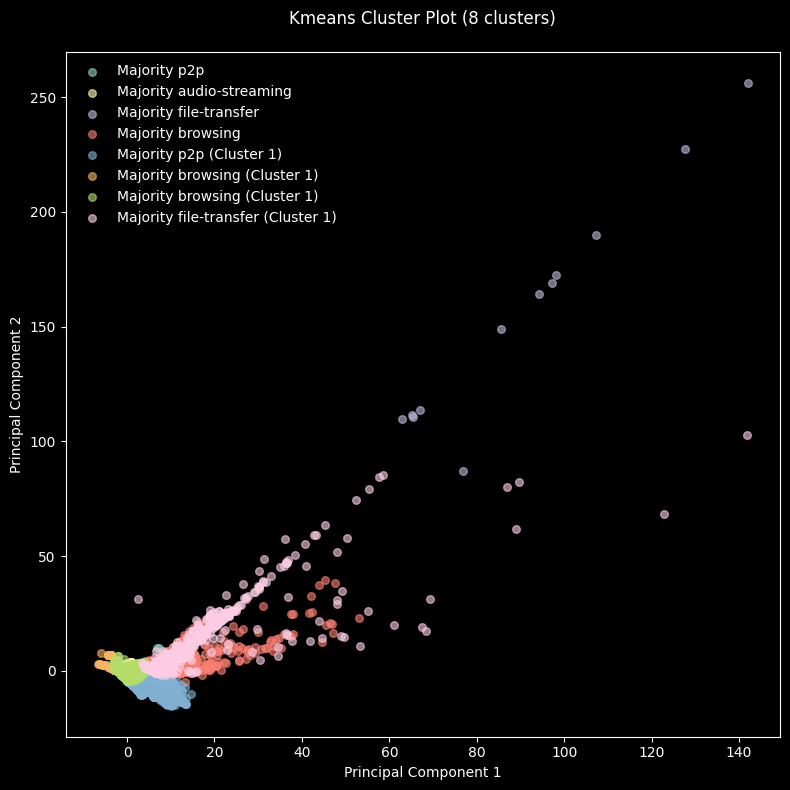 Kmeans Cluster Plot (8 clusters)
Majority p2p
Majority audio-streaming
Majority file-transfer
Majority browsing
Majority p2p (Cluster 1)
Majority browsing (Cluster 1)
Majority browsing (Cluster 1)
Majority file-transfer (Cluster 1)
250
200
150
100
50
0
Principal Component 2
0 20 40 60 80 100 120 140
Principal Component 1